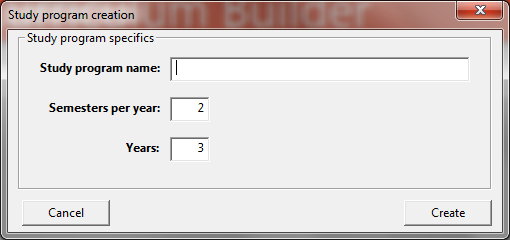 Study program creation
Study program specifics
Study program name:
Semesters per year: 2
Years: 3
Cancel Create